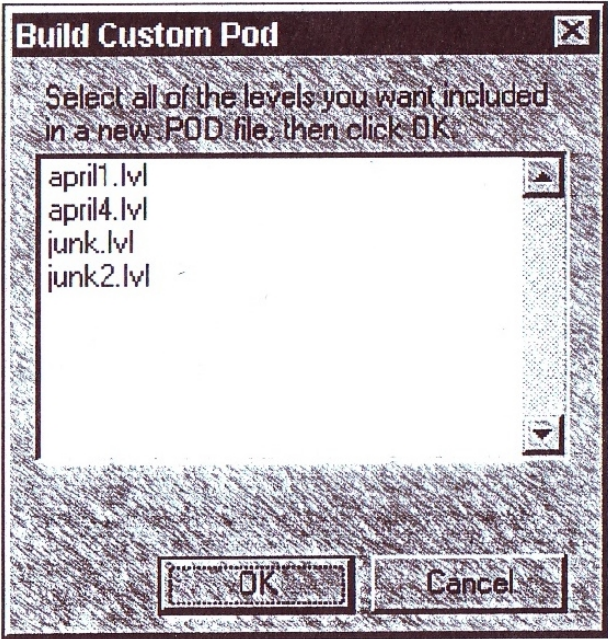 Build Custom Pod
Select all of the levels you want included
in a new .POD file, then click OK.
april1.lvl
april4.lvl
junk.lvl
junk2.lvl
OK
Cancel